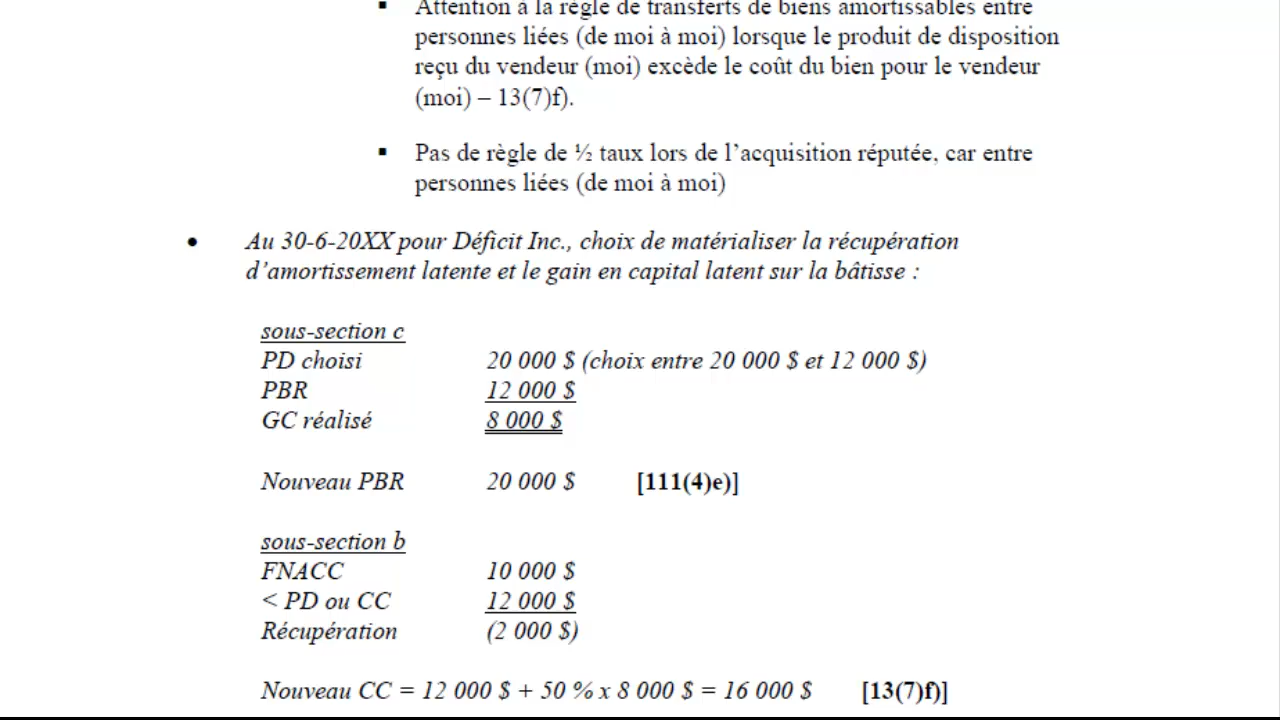 ▪ Attention à la règle de transferts de biens amortissables entre
personnes liées (de moi à moi) lorsque le produit de disposition
reçu du vendeur (moi) excède le coût du bien pour le vendeur
(moi) – 13(7)f).
▪ Pas de règle de ½ taux lors de l’acquisition réputée, car entre
personnes liées (de moi à moi)
• Au 30-6-20XX pour Déficit Inc., choix de matérialiser la récupération
d’amortissement latente et le gain en capital latent sur la bâtisse :
sous-section c
PD choisi 20 000 $ (choix entre 20 000 $ et 12 000 $)
PBR 12 000 $
GC réalisé 8 000 $
Nouveau PBR 20 000 $ [111(4)e)]
sous-section b
FNACC 10 000 $
< PD ou CC 12 000 $
Récupération (2 000 $)
Nouveau CC = 12 000 $ + 50 % x 8 000 $ = 16 000 $ [13(7)f)]